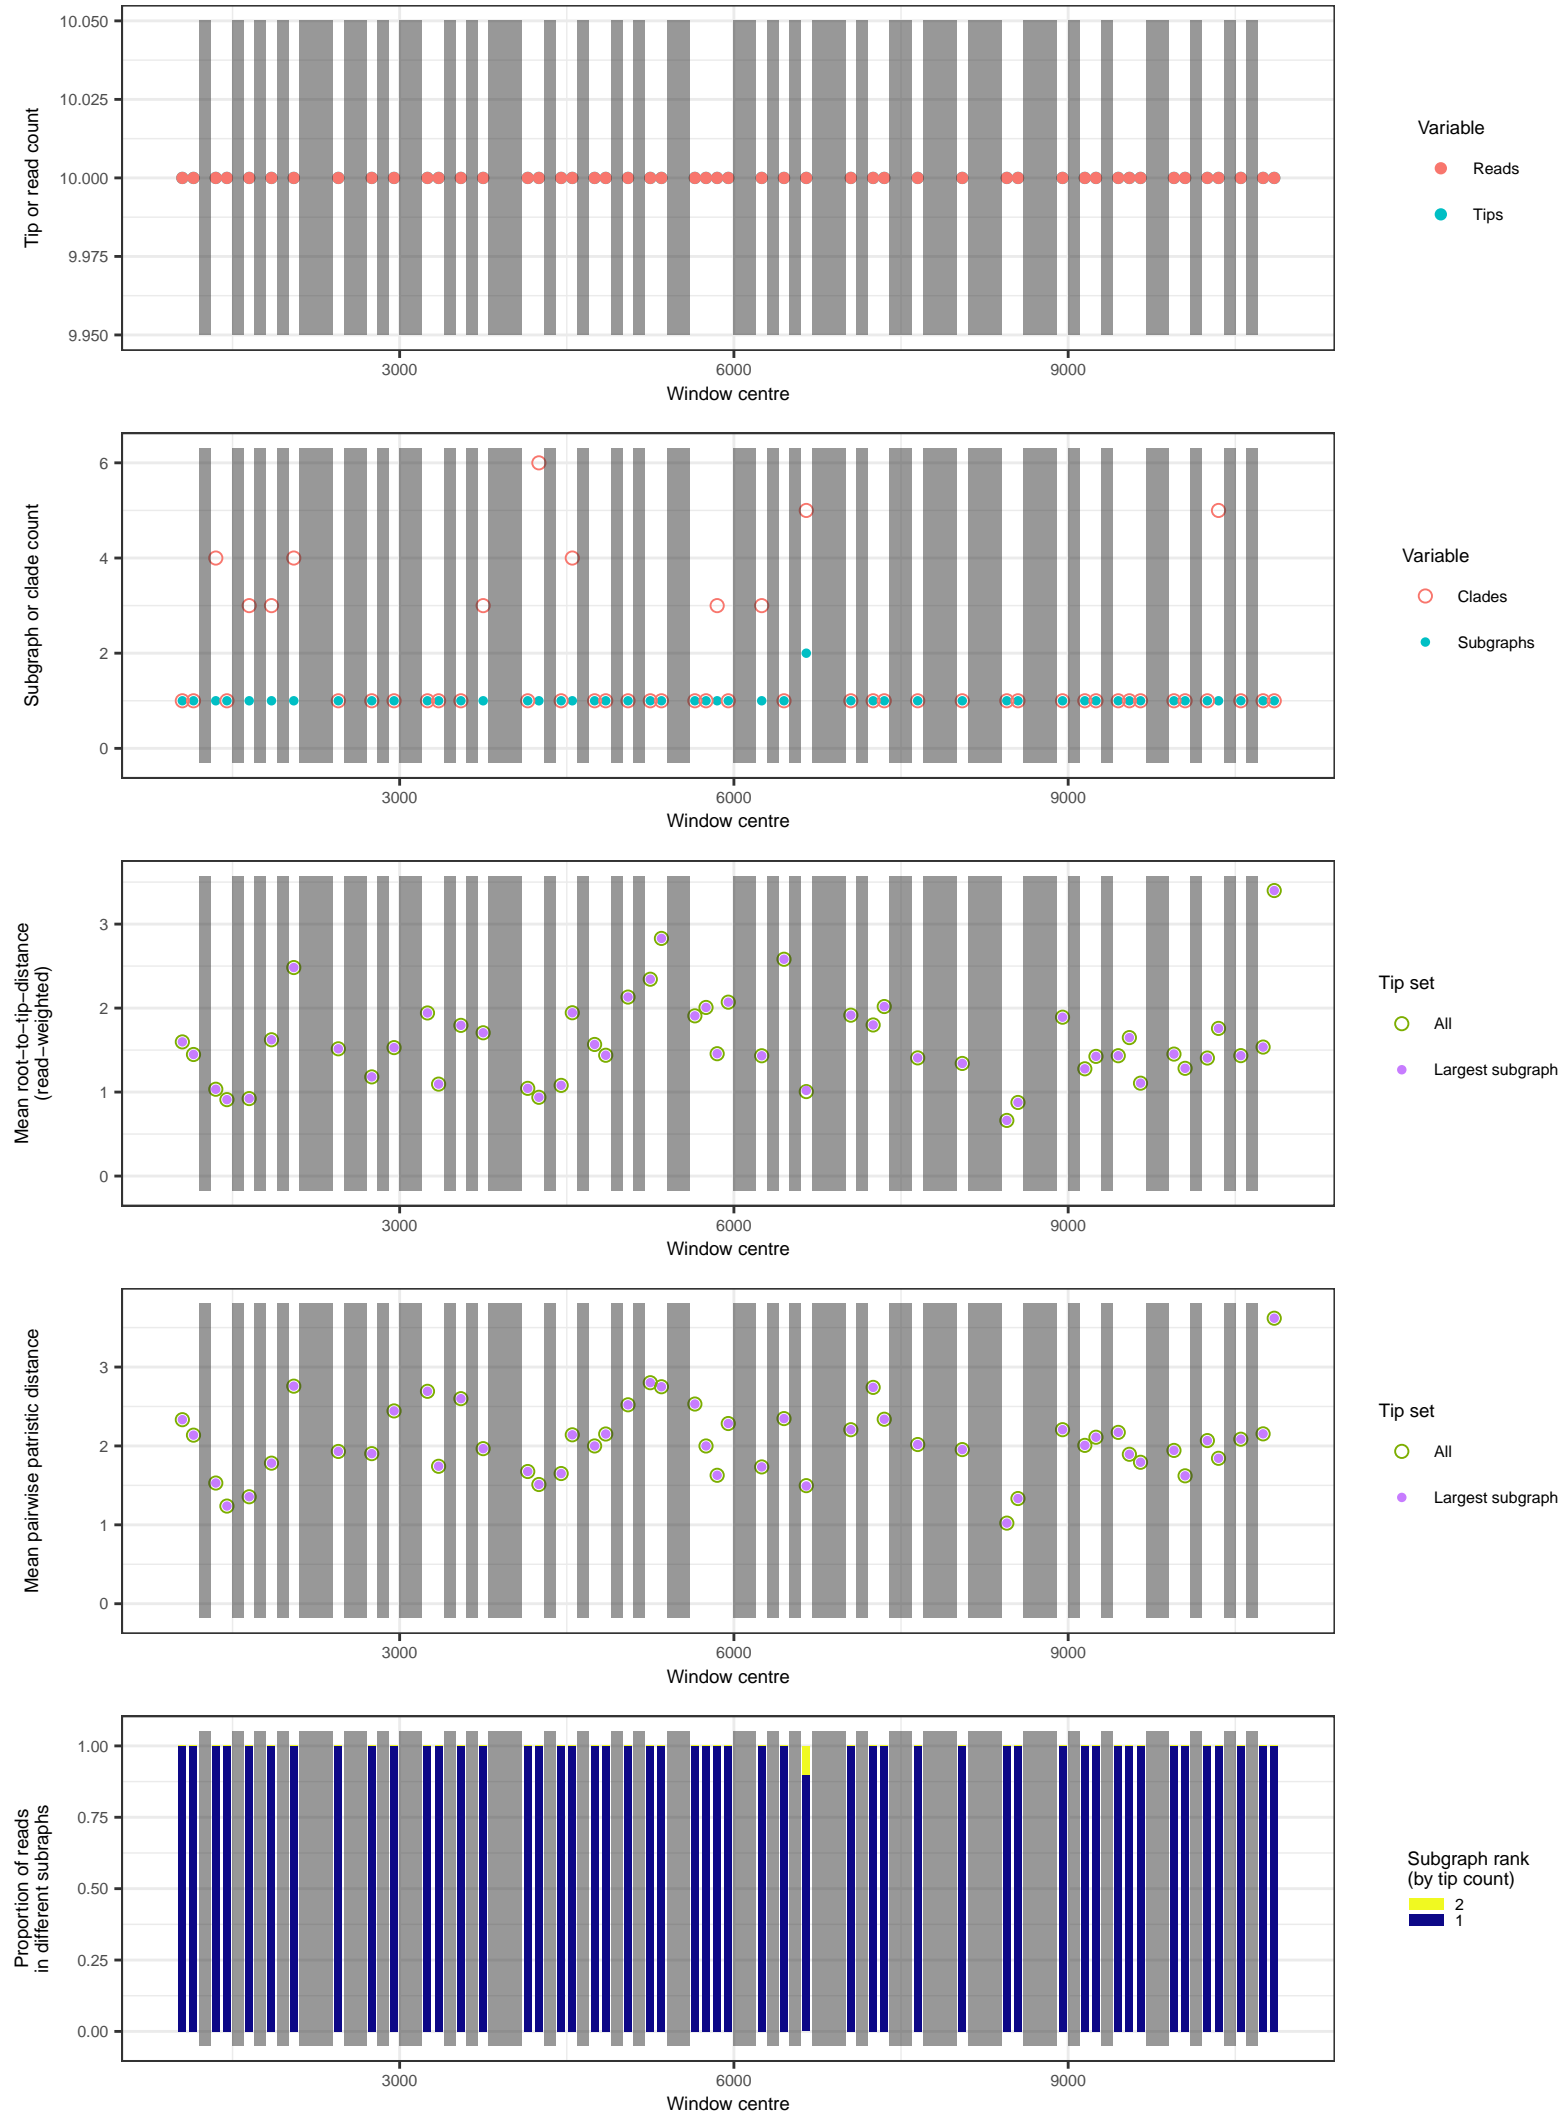 10.050
10.025
10.000
9.975
9.950
Tip or read count
3000 6000 9000
Window centre
Variable
Reads
Tips
6
4
2
0
Subgraph or clade count
3000 6000 9000
Window centre
Variable
Clades
Subgraphs
3
2
1
0
Mean root−to−tip−distance
(read−weighted)
3000 6000 9000
Window centre
Tip set
All
Largest subgraph
3
2
1
0
Mean pairwise patristic distance
3000 6000 9000
Window centre
Tip set
All
Largest subgraph
1.00
0.75
0.50
0.25
0.00
Proportion of reads
in different subraphs
3000 6000 9000
Window centre
Subgraph rank
(by tip count)
2
1